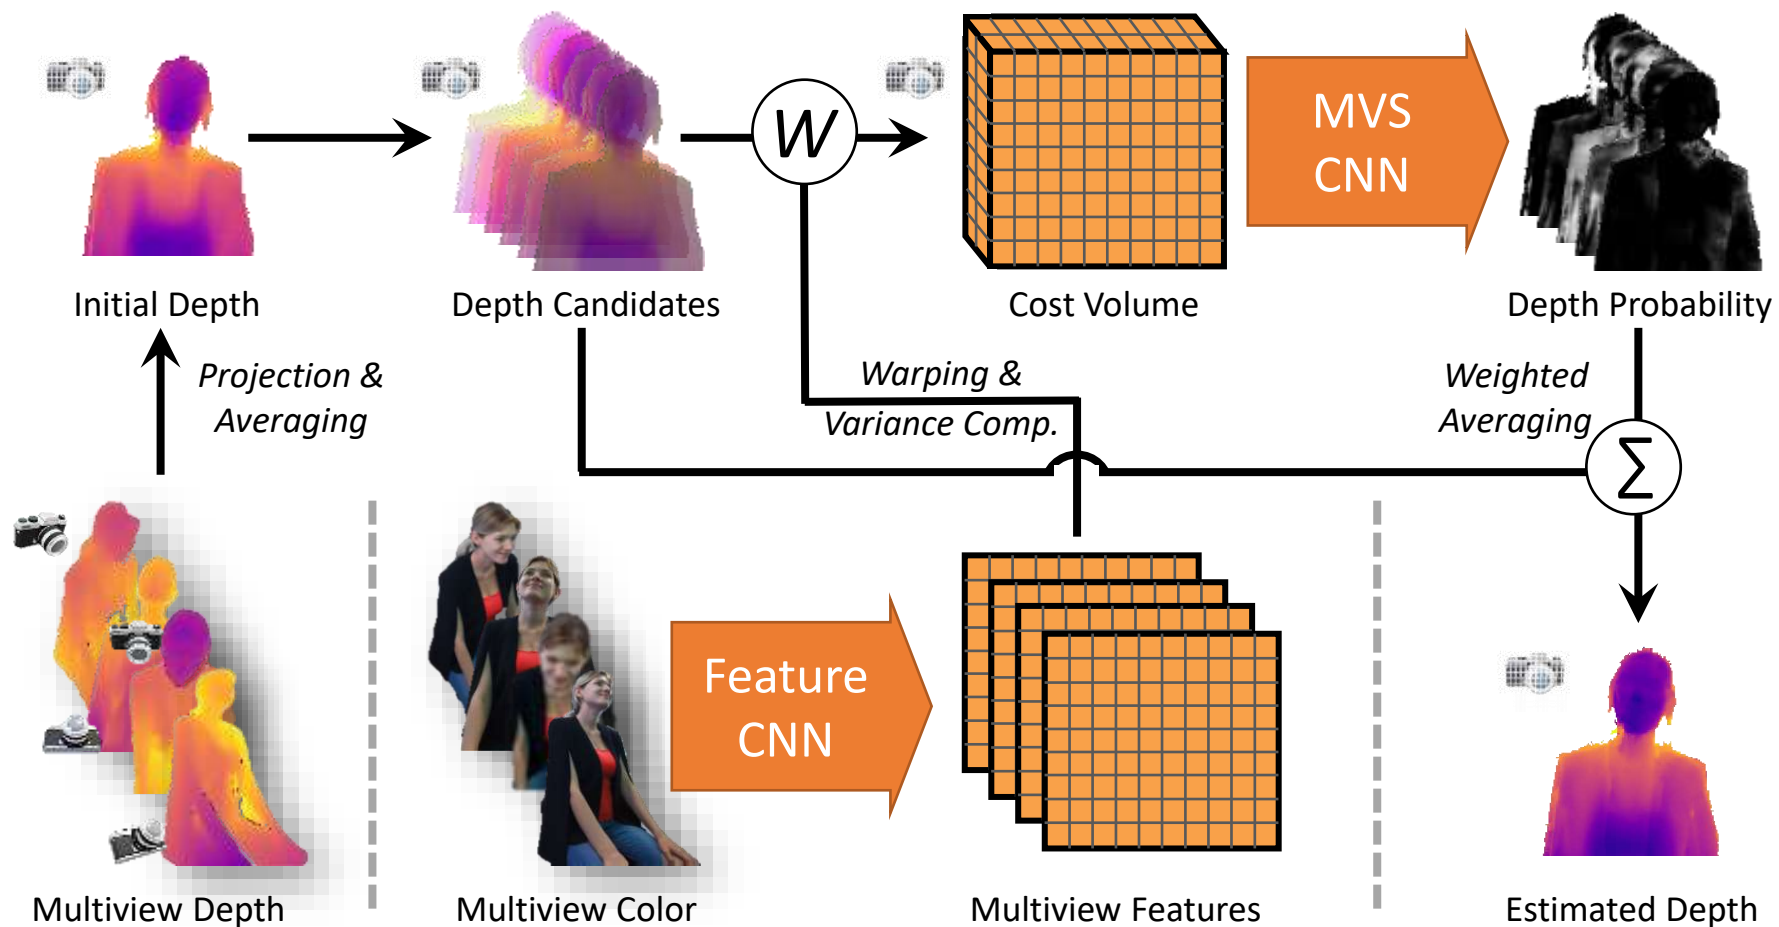 W
MVS
CNN
Initial Depth
Depth Candidates
Cost Volume
Depth Probability
Projection &
Averaging
Warping &
Variance Comp.
Weighted
Averaging
Σ
Feature
CNN
Multiview Depth
Multiview Color
Multiview Features
Estimated Depth